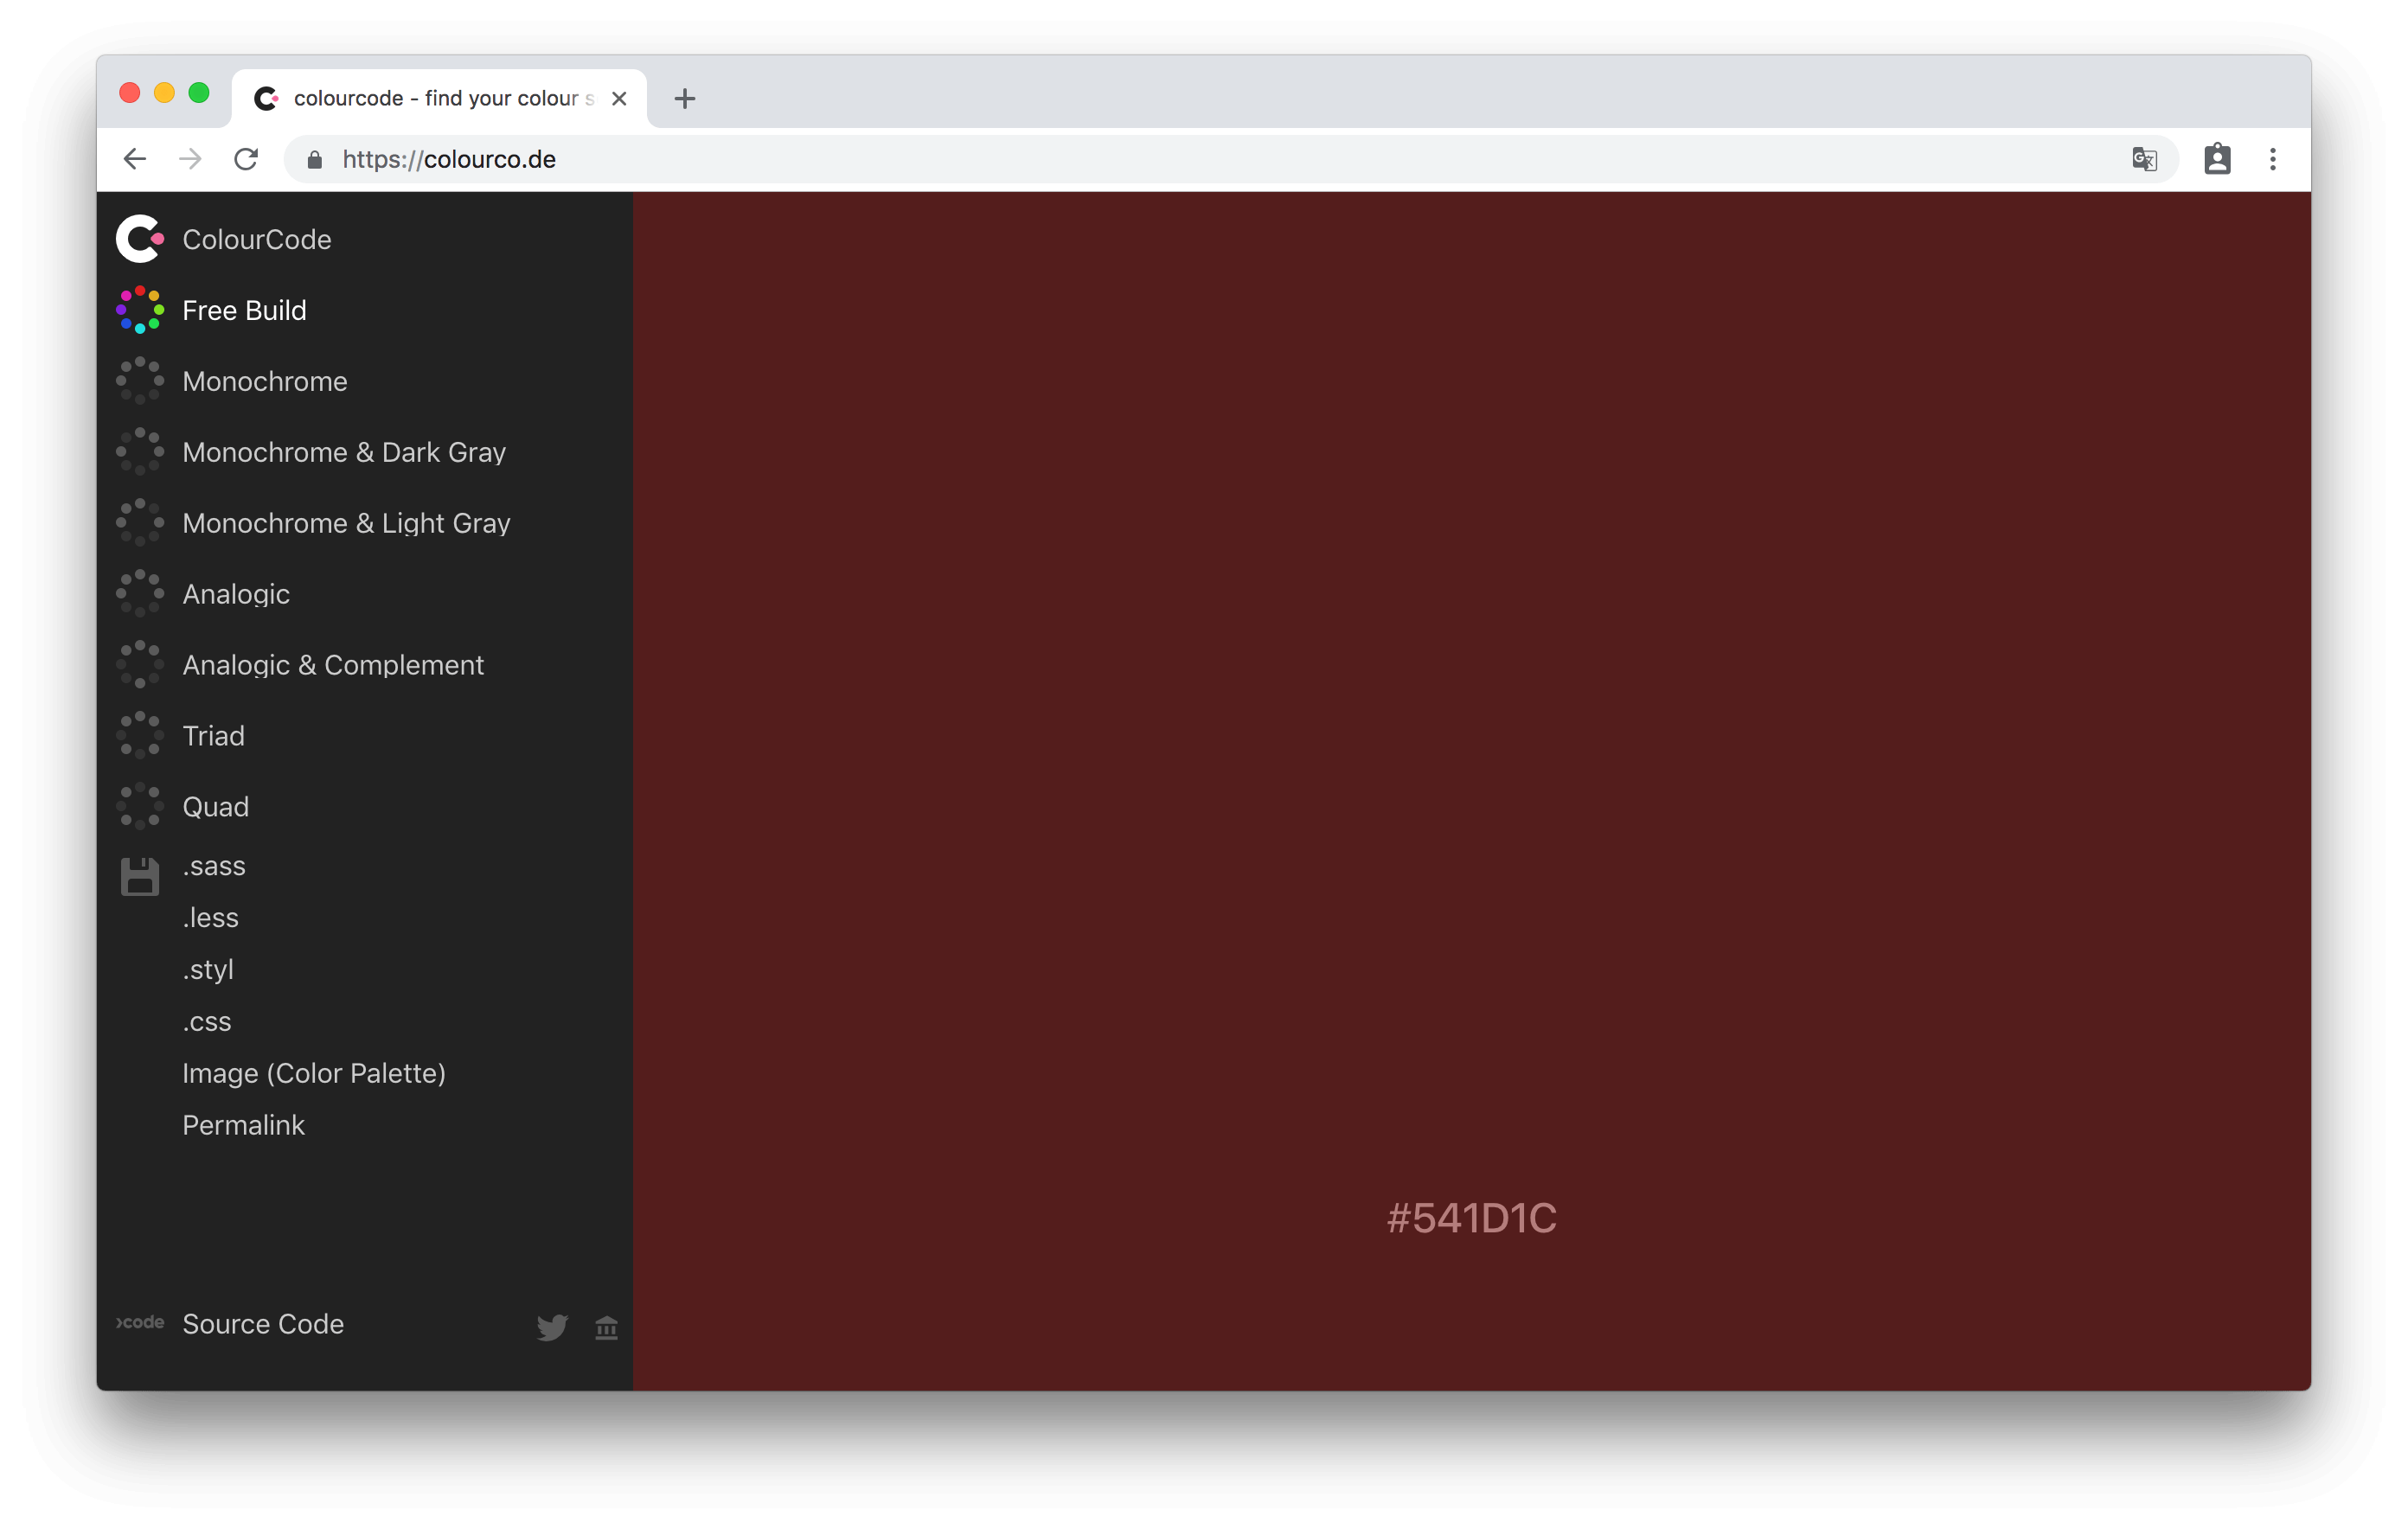 colourcode - find your colour s
https://colourco.de
ColourCode
Free Build
Monochrome
Monochrome & Dark Gray
Monochrome & Light Gray
Analogic
Analogic & Complement
Triad
Quad
.sass
.less
.styl
.css
Image (Color Palette)
Permalink
#541D1C
›code Source Code